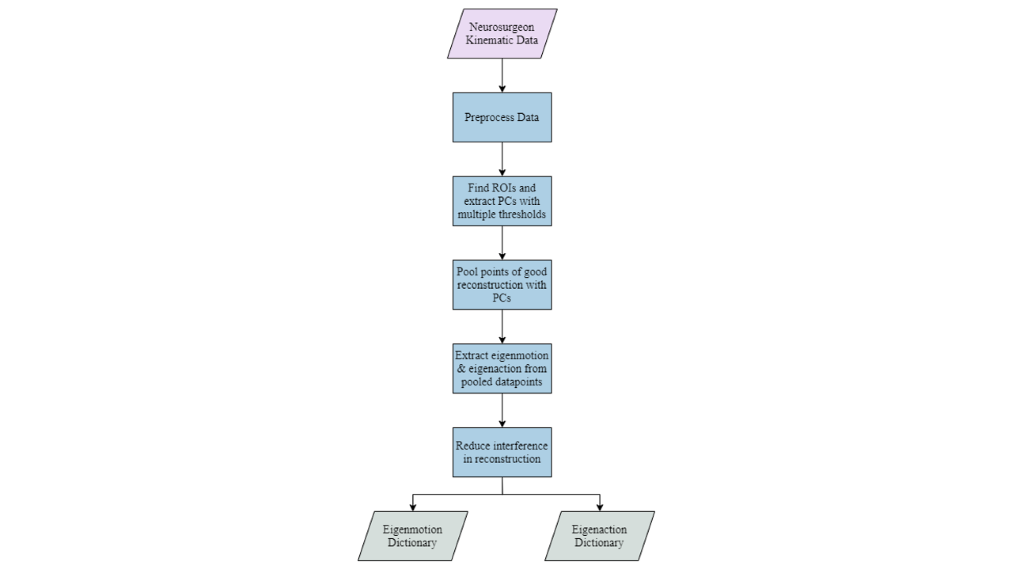 Neurosurgeon
Kinematic Data
Preprocess Data
Find ROIs and
extract PCs with
multiple thresholds
Pool points of good
reconstruction with
PCs
Extract eigenmotion
& eigenaction from
pooled datapoints
Reduce interference
in reconstruction
Eigenmotion
Dictionary
Eigenaction
Dictionary